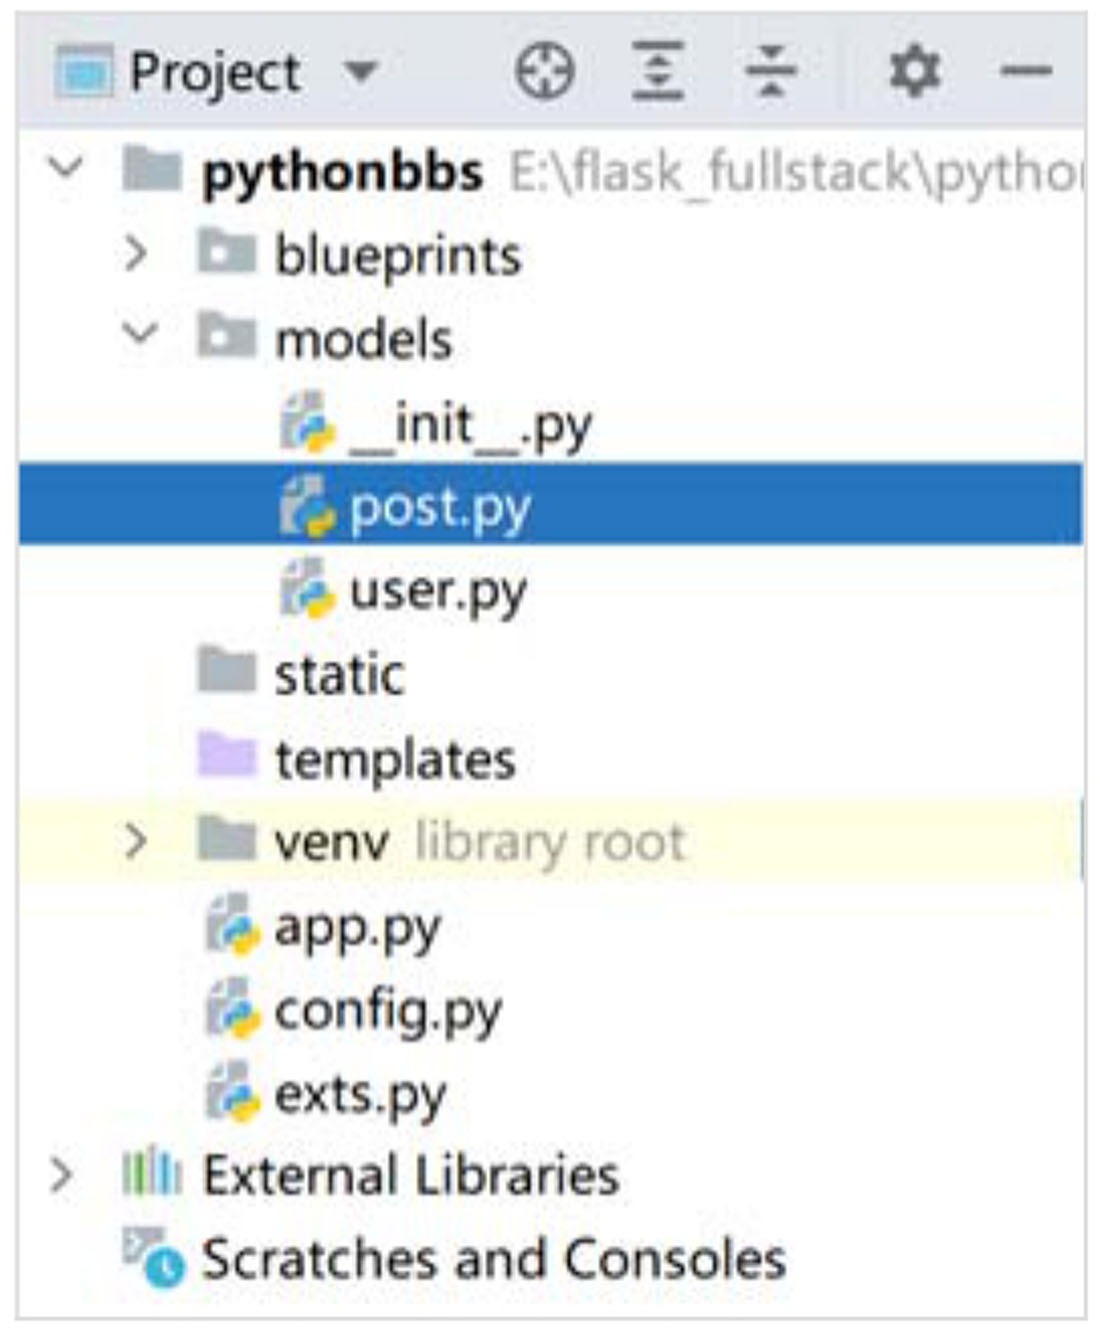 Project
pythonbbs E:\flask_fullstack\pytho
blueprints
models
__init__.py
post.py
user.py
static
templates
venv library root
app.py
config.py
exts.py
External Libraries
Scratches and Consoles